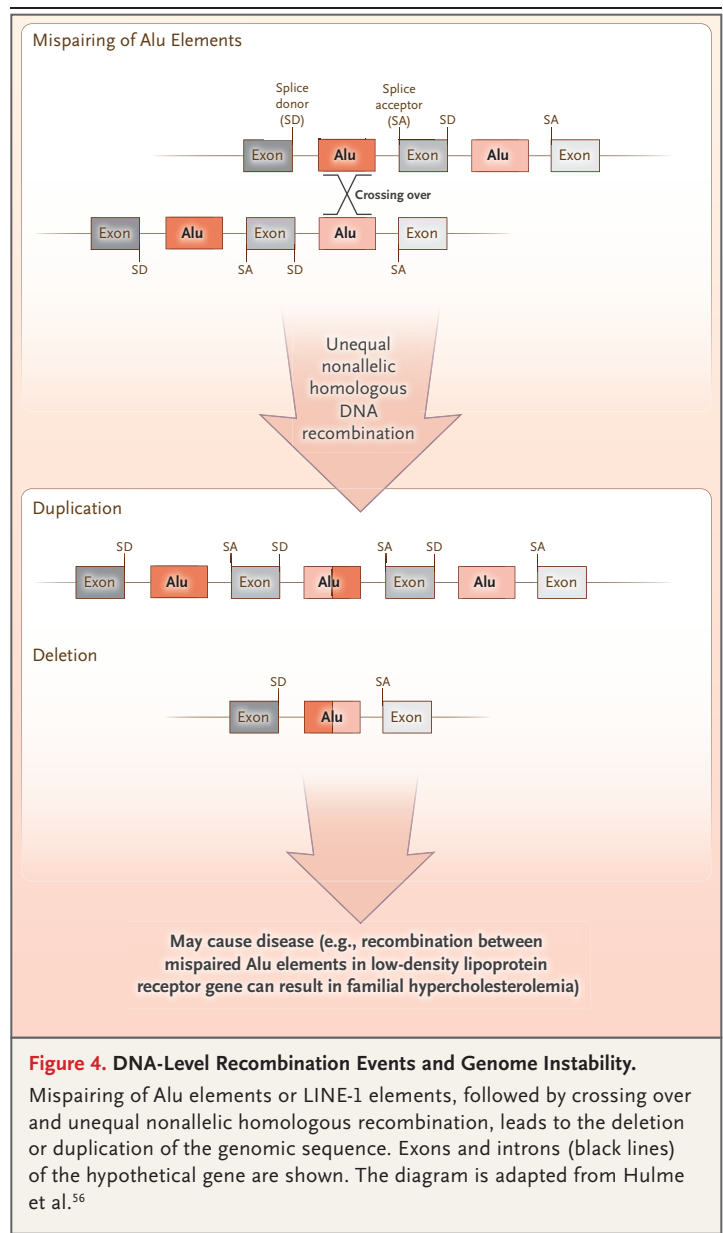 Mispairing of Alu Elements
Splice
donor
(SD)
Splice
acceptor
(SA)
SD
SA
Exon
Alu
Exon
Alu
Exon
Crossing over
Exon
Alu
Exon
Alu
Exon
SD
SA
SD
SA
Unequal
nonallelic
homologous
DNA
recombination
Duplication
SD
SA
SD
SA
SD
SA
Exon
Alu
Exon
Alu
Exon
Alu
Exon
Deletion
SD
SA
Exon
Alu
Exon
May cause disease (e.g., recombination between
mispaired Alu elements in low-density lipoprotein
receptor gene can result in familial hypercholesterolemia)
Figure 4. DNA-Level Recombination Events and Genome Instability.
Mispairing of Alu elements or LINE-1 elements, followed by crossing over
and unequal nonallelic homologous recombination, leads to the deletion
or duplication of the genomic sequence. Exons and introns (black lines)
of the hypothetical gene are shown. The diagram is adapted from Hulme
et al.56